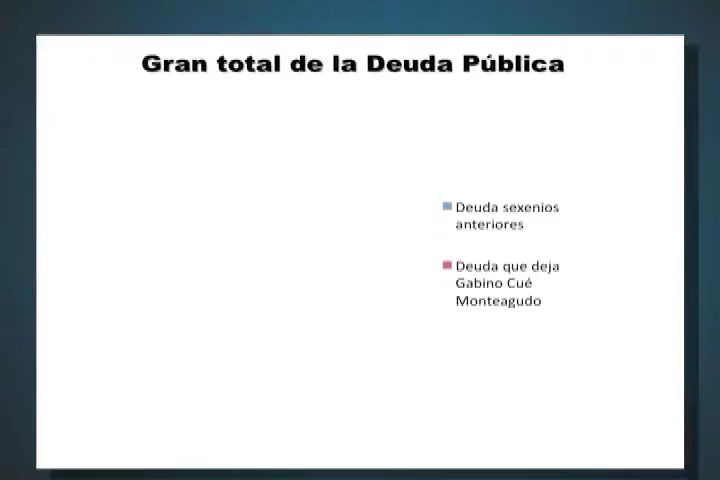 Gran total de la Deuda Pública
Deuda sexenios
anteriores
Deuda que deja
Gabino Cué
Monteagudo